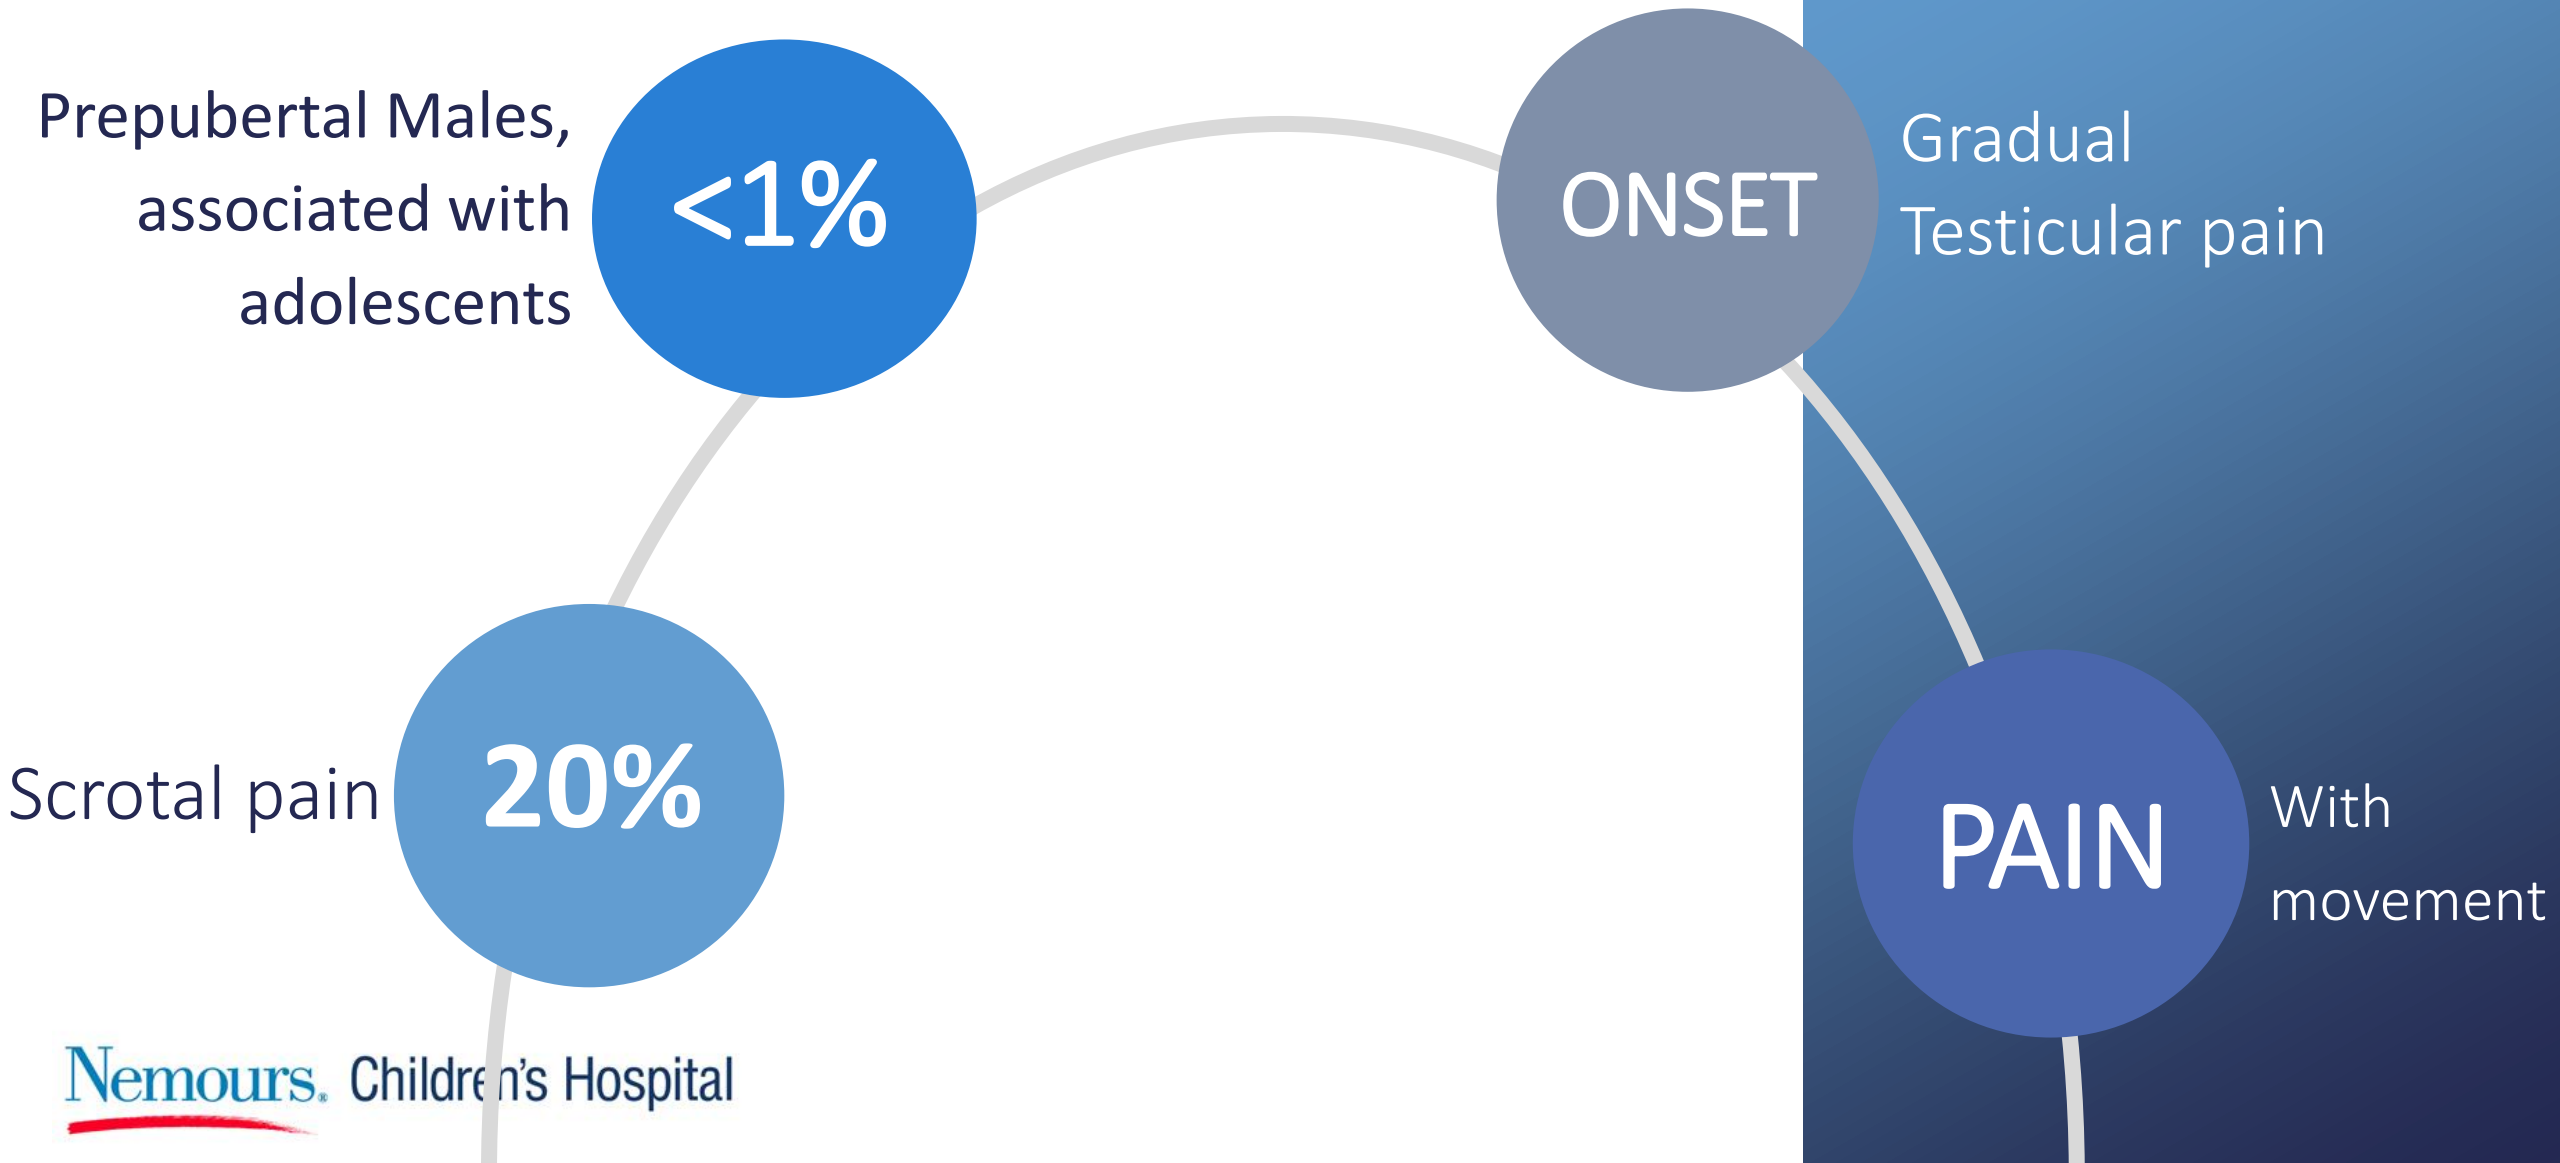 Prepubertal Males,
associated with
adolescents
<1%
ONSET
Gradual
Testicular pain
Scrotal pain
20%
PAIN
With
movement
Nemours® Children's Hospital